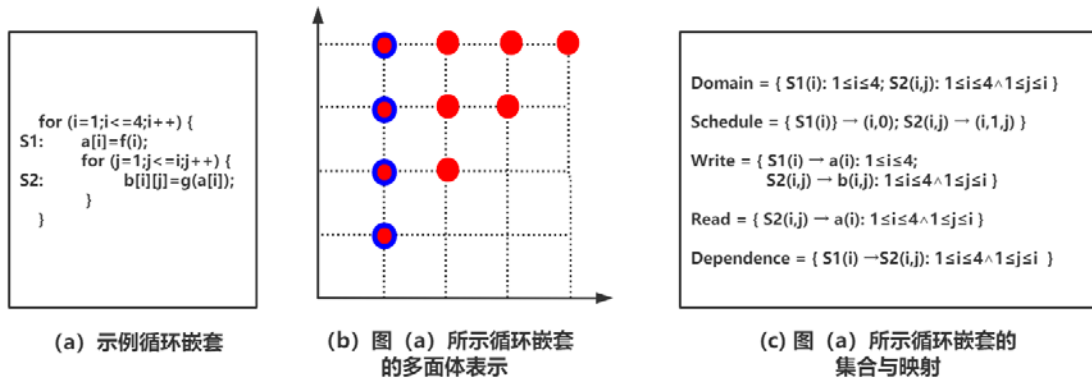 for (i=1;i<=4;i++) {
S1: a[i]=f(i);
for (j=1;j<=i;j++) {
S2: b[i][j]=g(a[i]);
}
}
(a) 示例循环嵌套
(b) 图 (a) 所示循环嵌套
的多面体表示
Domain = { S1(i): 1≤i≤4; S2(i,j): 1≤i≤4∧1≤j≤i }
Schedule = { S1(i)} → (i,0); S2(i,j) → (i,1,j) }
Write = { S1(i) → a(i): 1≤i≤4;
S2(i,j) → b(i,j): 1≤i≤4∧1≤j≤i }
Read = { S2(i,j) → a(i): 1≤i≤4∧1≤j≤i }
Dependence = { S1(i) →S2(i,j): 1≤i≤4∧1≤j≤i }
(c) 图 (a) 所示循环嵌套的
集合与映射